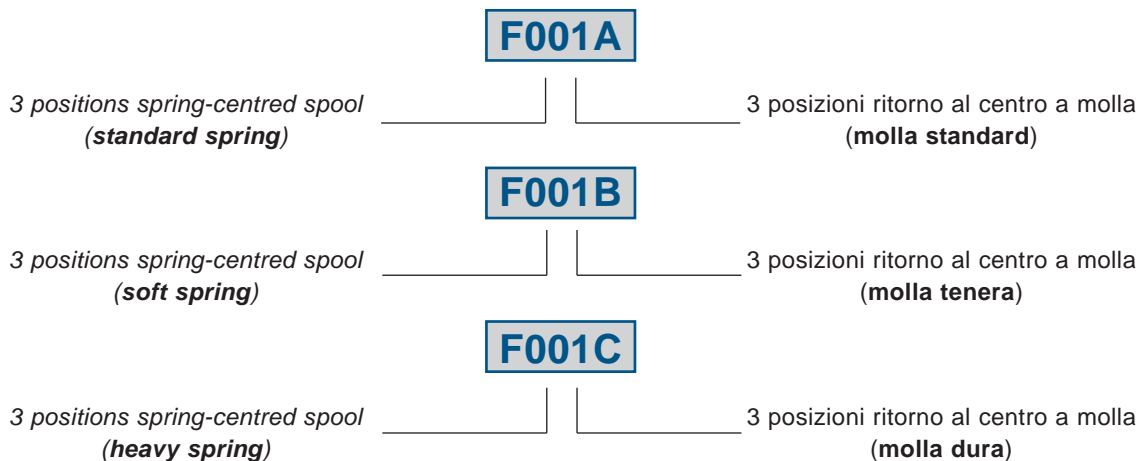 F001A
3 positions spring-centred spool
(standard spring)
3 posizioni ritorno al centro a molla
(molla standard)
F001B
3 positions spring-centred spool
(soft spring)
3 posizioni ritorno al centro a molla
(molla tenera)
F001C
3 positions spring-centred spool
(heavy spring)
3 posizioni ritorno al centro a molla
(molla dura)